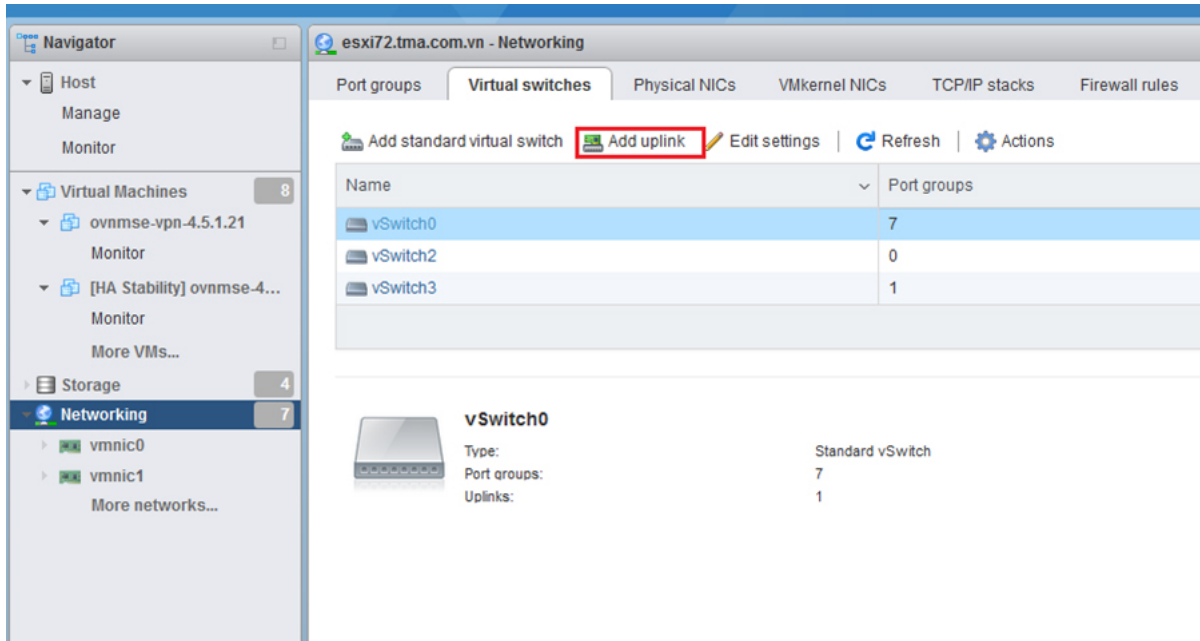 Navigator
Host
Manage
Monitor
Virtual Machines 8
ovnmse-vpn-4.5.1.21
Monitor
[HA Stability] ovnmse-4...
Monitor
More VMs...
Storage 4
Networking 7
vmnic0
vmnic1
More networks...
esxi72.tma.com.vn - Networking
Port groups Virtual switches Physical NICs VMkernel NICs TCP/IP stacks Firewall rules
Add standard virtual switch Add uplink Edit settings Refresh Actions
Name Port groups
vSwitch0 7
vSwitch2 0
vSwitch3 1
vSwitch0
Type: Standard vSwitch
Port groups: 7
Uplinks: 1